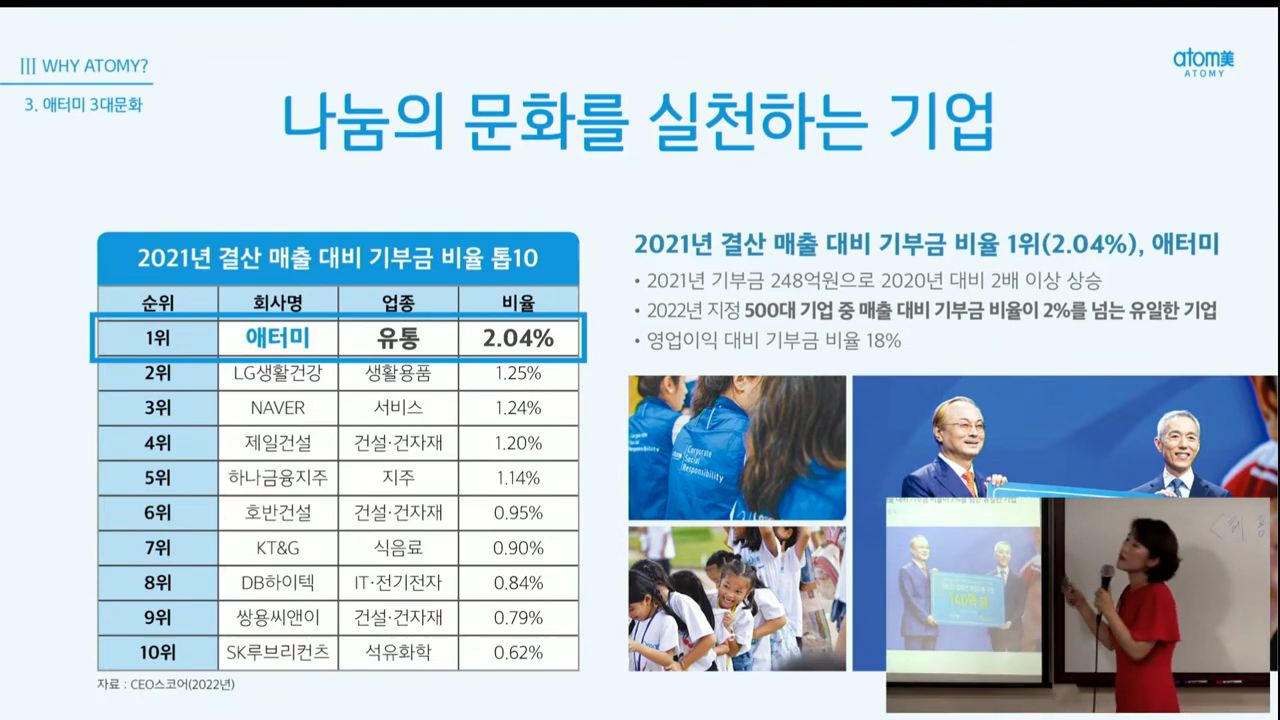 ||| WHY ATOMY?
3. 애터미 3대문화
atom美
ATOMY
나눔의 문화를 실천하는 기업
2021년 결산 매출 대비 기부금 비율 톱10
순위 회사명 업종 비율
1위 애터미 유통 2.04%
2위 LG생활건강 생활용품 1.25%
3위 NAVER 서비스 1.24%
4위 제일건설 건설·건자재 1.20%
5위 하나금융지주 지주 1.14%
6위 호반건설 건설·건자재 0.95%
7위 KT&G 식음료 0.90%
8위 DB하이텍 IT·전기전자 0.84%
9위 쌍용씨앤이 건설·건자재 0.79%
10위 SK루브리컨츠 석유화학 0.62%
자료 : CEO스코어(2022년)
2021년 결산 매출 대비 기부금 비율 1위(2.04%), 애터미
• 2021년 기부금 248억원으로 2020년 대비 2배 이상 상승
• 2022년 지정 500대 기업 중 매출 대비 기부금 비율이 2%를 넘는 유일한 기업
• 영업이익 대비 기부금 비율 18%
Corporate
Social
Responsibility